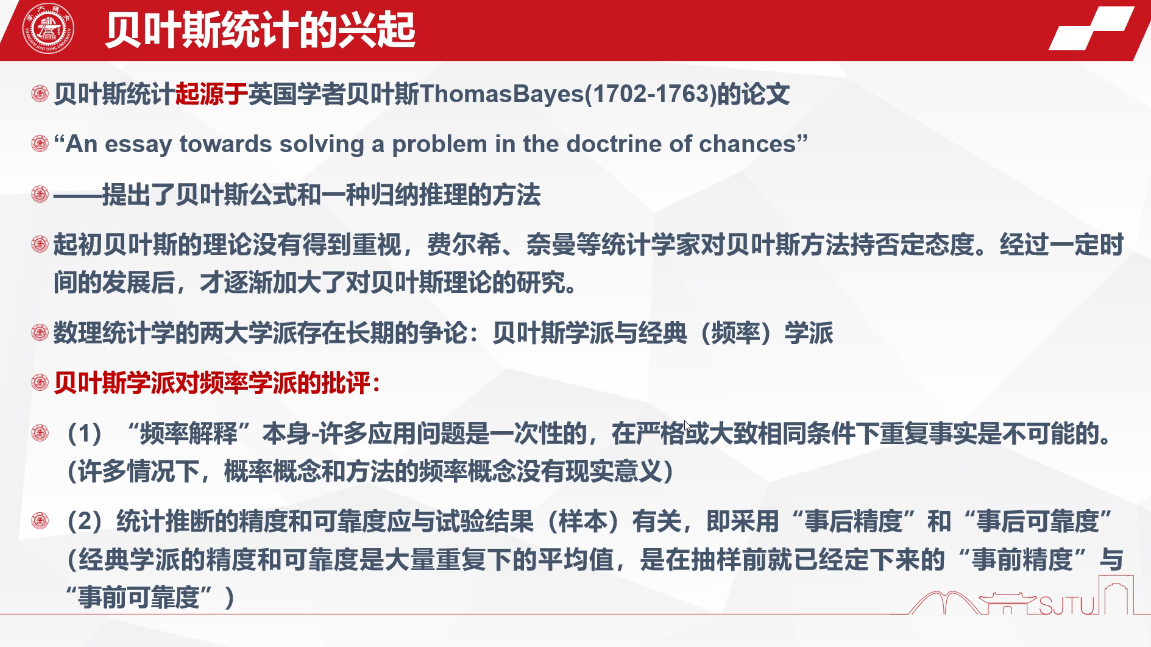 贝叶斯统计的兴起
贝叶斯统计起源于英国学者贝叶斯ThomasBayes(1702-1763)的论文
“An essay towards solving a problem in the doctrine of chances”
——提出了贝叶斯公式和一种归纳推理的方法
起初贝叶斯的理论没有得到重视，费尔希、奈曼等统计学家对贝叶斯方法持否定态度。经过一定时
间的发展后，才逐渐加大了对贝叶斯理论的研究。
数理统计学的两大学派存在长期的争论：贝叶斯学派与经典（频率）学派
贝叶斯学派对频率学派的批评：
（1）“频率解释”本身-许多应用问题是一次性的，在严格或大致相同条件下重复事实是不可能的。
（许多情况下，概率概念和方法的频率概念没有现实意义）
（2）统计推断的精度和可靠度应与试验结果（样本）有关，即采用“事后精度”和“事后可靠度”
（经典学派的精度和可靠度是大量重复下的平均值，是在抽样前就已经定下来的“事前精度”与
“事前可靠度”）
SJTU